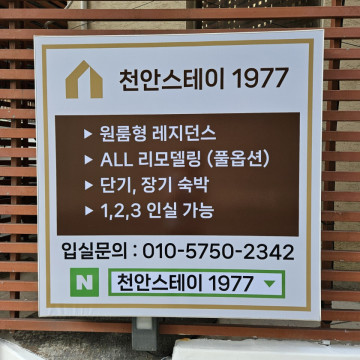 천안스테이 1977
▶ 원룸형 레지던스
▶ ALL 리모델링 (풀옵션)
▶ 단기, 장기 숙박
▶ 1,2,3 인실 가능
입실문의 : 010-5750-2342
N 천안스테이 1977